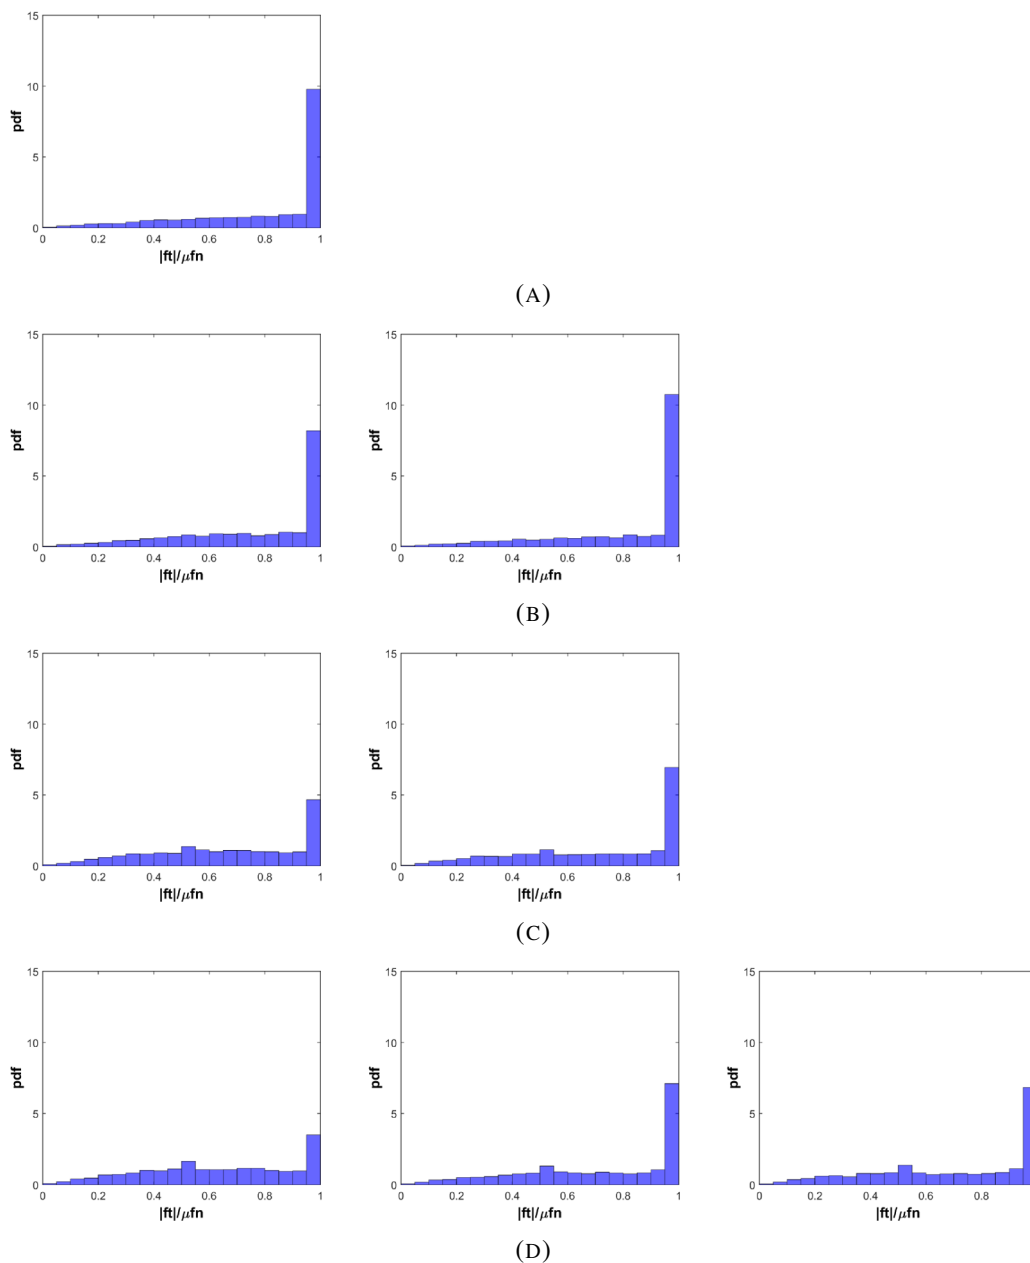 15
10
5
0
pdf
0 0.2 0.4 0.6 0.8 1
|ft|/μfn
(A)
15 15
10 10
5 5
0 0
pdf pdf
0 0.2 0.4 0.6 0.8 1 0 0.2 0.4 0.6 0.8 1
|ft|/μfn |ft|/μfn
(B)
15 15
10 10
5 5
0 0
pdf pdf
0 0.2 0.4 0.6 0.8 1 0 0.2 0.4 0.6 0.8 1
|ft|/μfn |ft|/μfn
(C)
15 15 15
10 10 10
5 5 5
0 0 0
pdf pdf pdf
0 0.2 0.4 0.6 0.8 1 0 0.2 0.4 0.6 0.8 1 0 0.2 0.4 0.6 0.8
|ft|/μfn |ft|/μfn |ft|/μfn
(D)